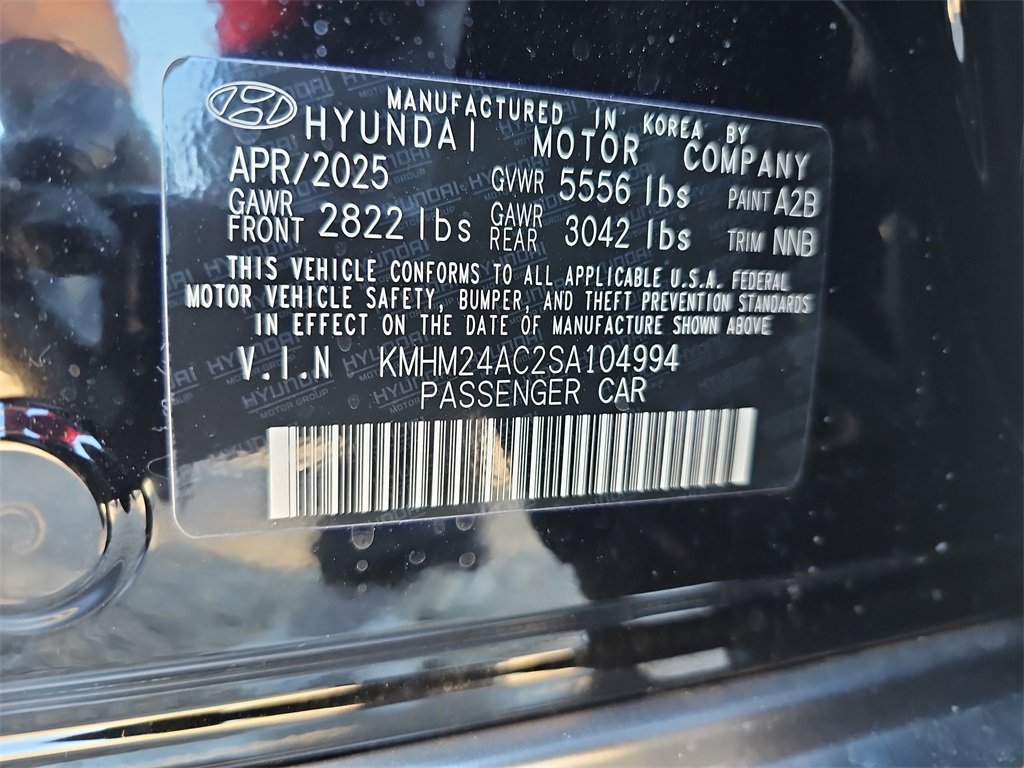 MANUFACTURED IN KOREA BY
HYUNDAI MOTOR COMPANY
APR/2025 GVWR 5556 lbs PAINT A2B
GAWR FRONT 2822 lbs GAWR REAR 3042 lbs TRIM NNB
THIS VEHICLE CONFORMS TO ALL APPLICABLE U.S.A. FEDERAL
MOTOR VEHICLE SAFETY, BUMPER, AND THEFT PREVENTION STANDARDS
IN EFFECT ON THE DATE OF MANUFACTURE SHOWN ABOVE
V.I.N KMHM24AC2SA104994
PASSENGER CAR
HYUNDAI
MOTOR GROUP